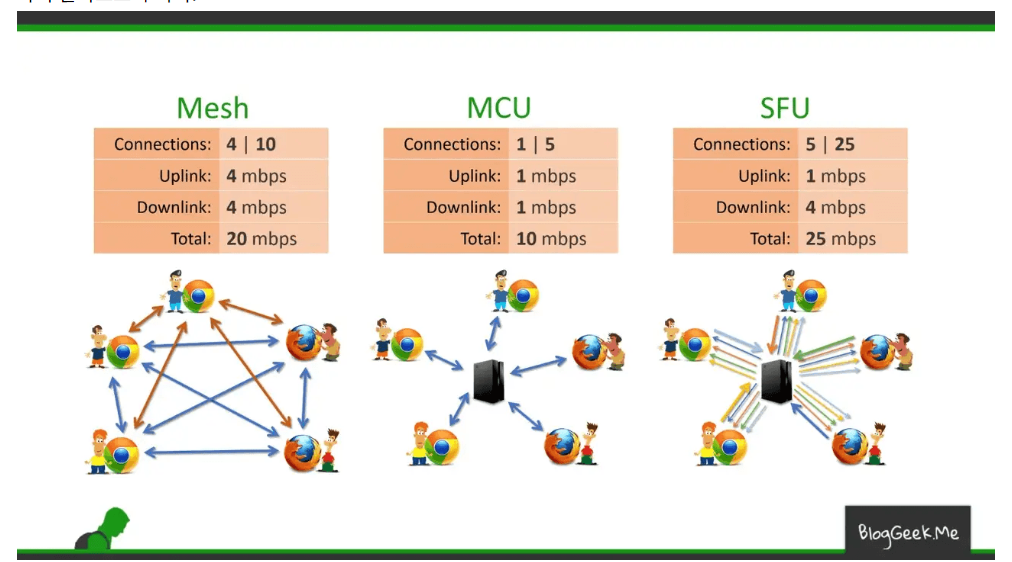 Mesh
Connections: 4 | 10
Uplink: 4 mbps
Downlink: 4 mbps
Total: 20 mbps
MCU
Connections: 1 | 5
Uplink: 1 mbps
Downlink: 1 mbps
Total: 10 mbps
SFU
Connections: 5 | 25
Uplink: 1 mbps
Downlink: 4 mbps
Total: 25 mbps
BlogGeek.Me